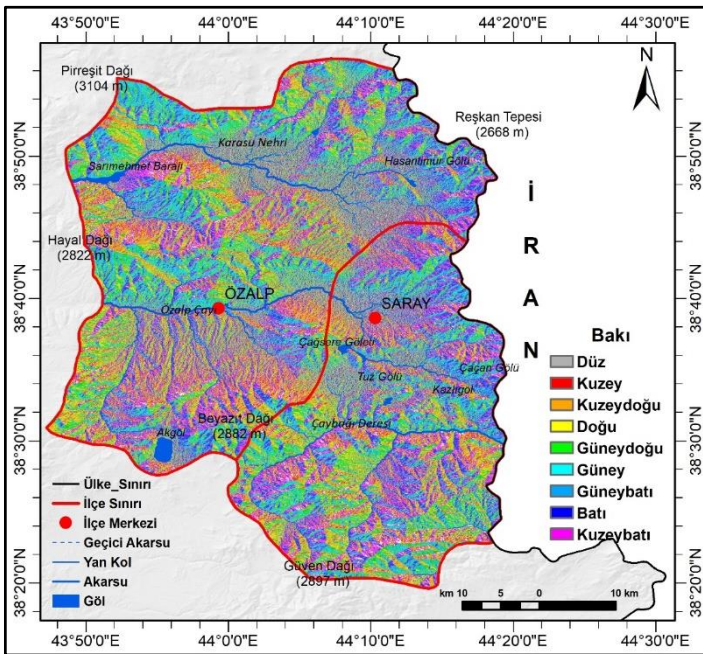 43°50'0"E 44°0'0"E 44°10'0"E 44°20'0"E 44°30'0"E
Pirreşit Dağı
(3104 m)
N
Reşkan Tepesi
(2668 m)
38°50'0"N
38°50'0"N
Karasu Nehri
Sarımehmet Barajı
Hasantimur Gölü
İ
R
A
N
Hayal Dağı
(2822 m)
38°40'0"N
38°40'0"N
ÖZALP
Özalp Çayı
SARAY
Çağsere Göleti
Çaçan Gölü
Tuz Gölü
Kazlıgöl
Beyazıt Dağı
(2882 m)
Çaybağı Deresi
Akgöl
38°30'0"N
38°30'0"N
Güven Dağı
(2897 m)
38°20'0"N
38°20'0"N
Bakı
Düz
Kuzey
Kuzeydoğu
Doğu
Güneydoğu
Güney
Güneybatı
Batı
Kuzeybatı
Ülke_Sınırı
İlçe Sınırı
İlçe Merkezi
Geçici Akarsu
Yan Kol
Akarsu
Göl
km 10 5 0 10 km
43°50'0"E 44°0'0"E 44°10'0"E 44°20'0"E 44°30'0"E